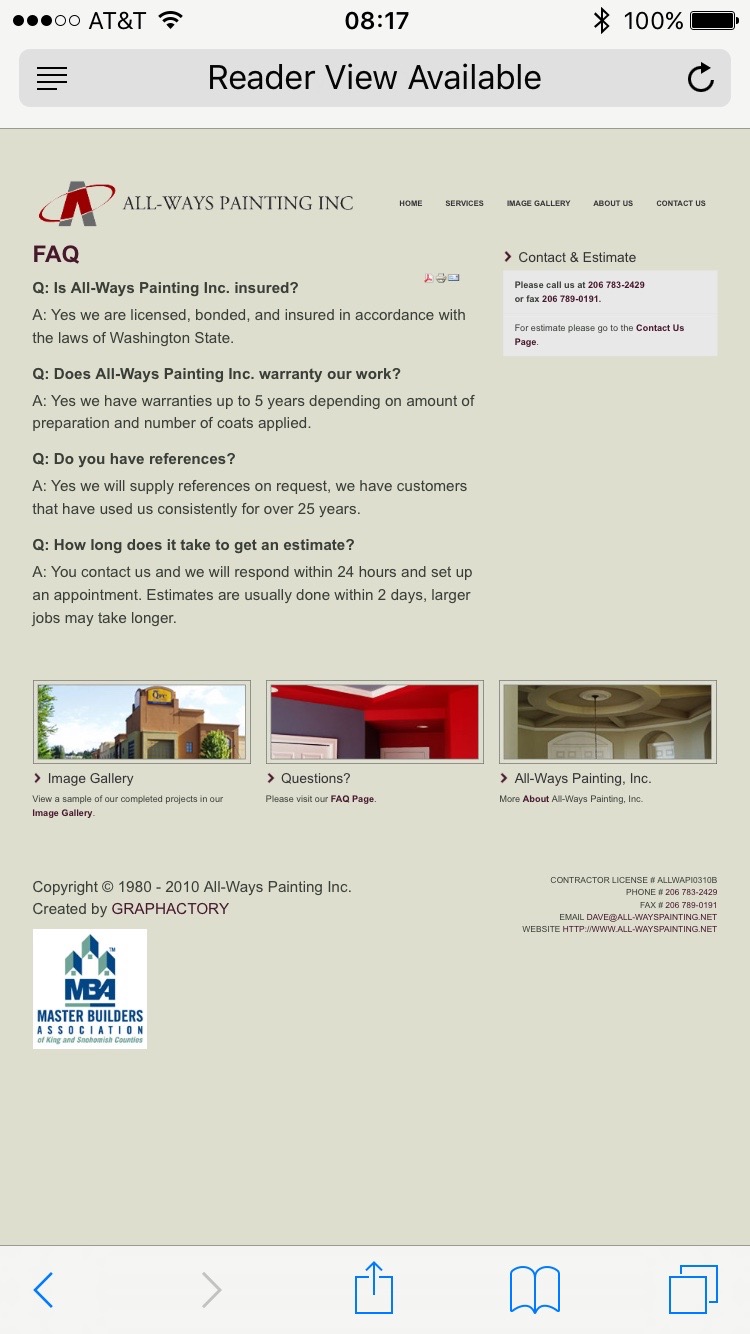 AT&T 08:17 100%
Reader View Available
ALL-WAYS PAINTING INC
HOME SERVICES IMAGE GALLERY ABOUT US CONTACT US
FAQ
Q: Is All-Ways Painting Inc. insured?
A: Yes we are licensed, bonded, and insured in accordance with
the laws of Washington State.
Q: Does All-Ways Painting Inc. warranty our work?
A: Yes we have warranties up to 5 years depending on amount of
preparation and number of coats applied.
Q: Do you have references?
A: Yes we will supply references on request, we have customers
that have used us consistently for over 25 years.
Q: How long does it take to get an estimate?
A: You contact us and we will respond within 24 hours and set up
an appointment. Estimates are usually done within 2 days, larger
jobs may take longer.
Contact & Estimate
Please call us at 206 783-2429
or fax 206 789-0191.
For estimate please go to the Contact Us
Page.
Image Gallery
View a sample of our completed projects in our
Image Gallery.
Questions?
Please visit our FAQ Page.
All-Ways Painting, Inc.
More About All-Ways Painting, Inc.
Copyright © 1980 - 2010 All-Ways Painting Inc.
Created by GRAPHACTORY
CONTRACTOR LICENSE # ALLWAPI0310B
PHONE # 206 783-2429
FAX # 206 789-0191
EMAIL DAVE@ALL-WAYSPAINTING.NET
WEBSITE HTTP://WWW.ALL-WAYSPAINTING.NET
MBA™
MASTER BUILDERS
ASSOCIATION
of King and Snohomish Counties